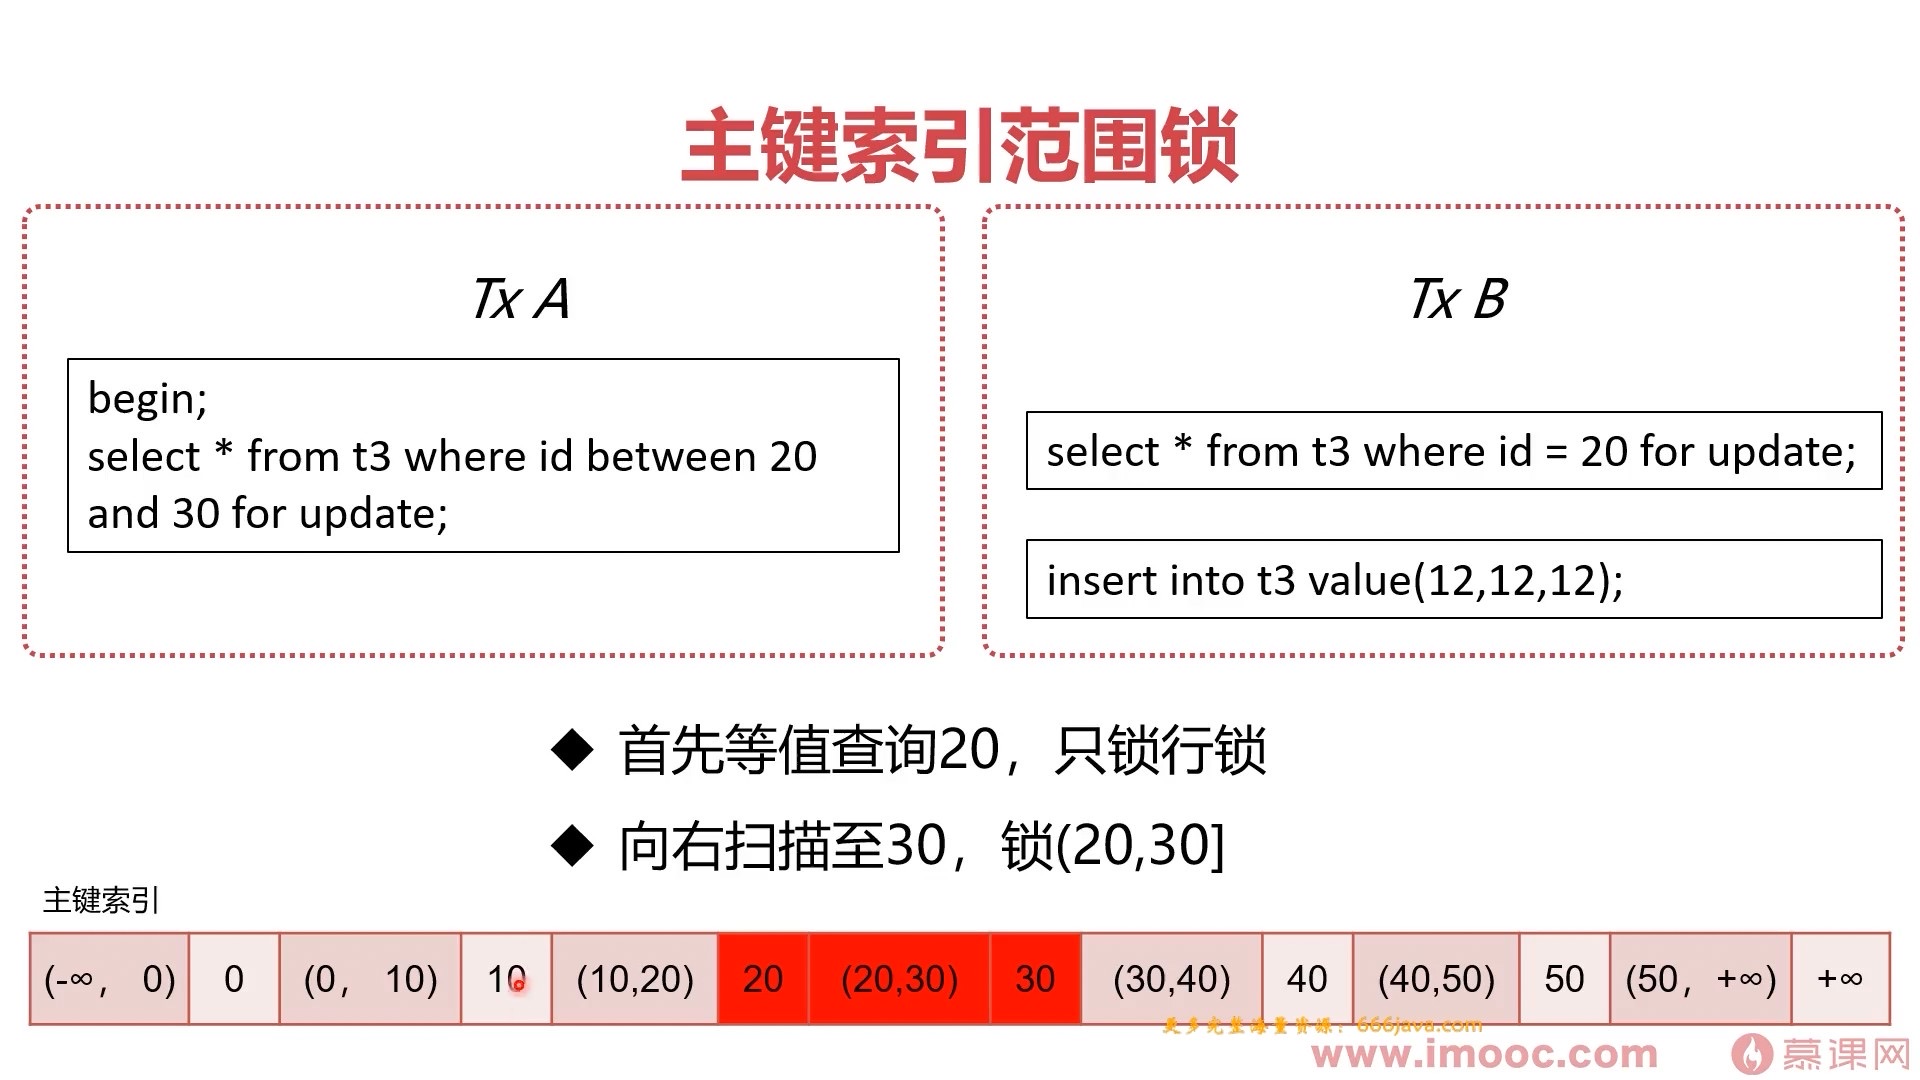 主键索引范围锁
Tx A
begin;
select * from t3 where id between 20
and 30 for update;
Tx B
select * from t3 where id = 20 for update;
insert into t3 value(12,12,12);
◆ 首先等值查询20，只锁行锁
◆ 向右扫描至30，锁(20,30]
主键索引
(-∞， 0) 0 (0， 10) 10 (10,20) 20 (20,30) 30 (30,40) 40 (40,50) 50 (50，+∞) +∞
更多完整海量资源：666java.com
www.imooc.com 慕课网